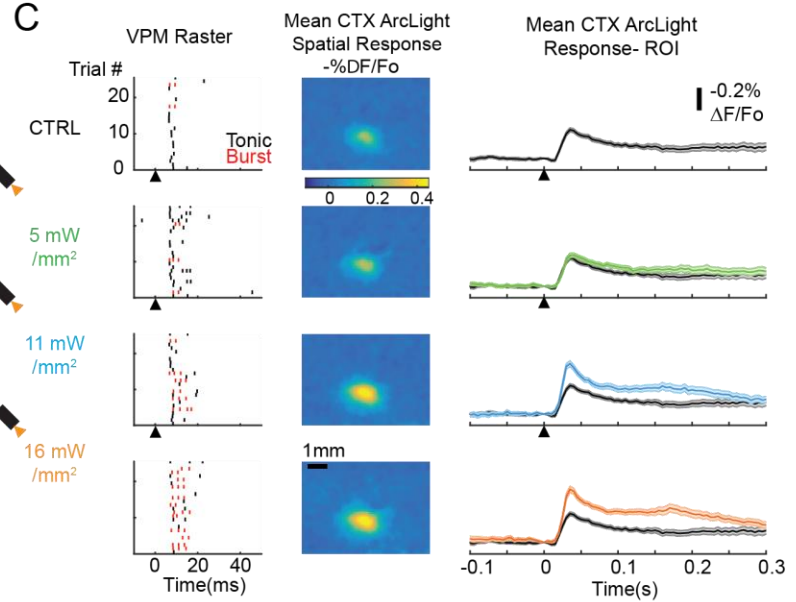 C
VPM Raster
Mean CTX ArcLight
Spatial Response
-%DF/Fo
Mean CTX ArcLight
Response- ROI
Trial #
20
10
0
CTRL
Tonic
Burst
-0.2%
ΔF/Fo
0 0.2 0.4
5 mW
/mm²
11 mW
/mm²
16 mW
/mm²
1mm
0 20 40
Time(ms)
-0.1 0 0.1 0.2 0.3
Time(s)